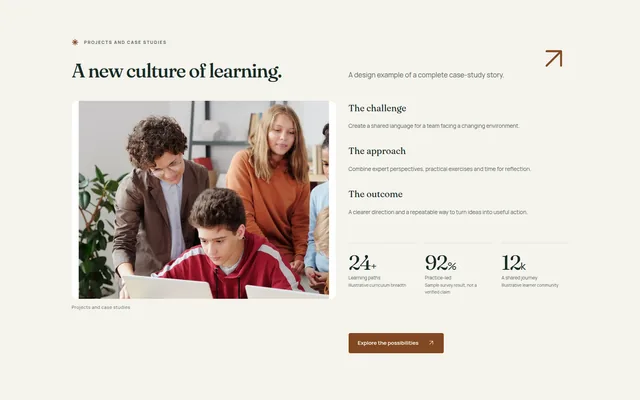 PROJECTS AND CASE STUDIES
A new culture of learning.
Projects and case studies
A design example of a complete case-study story.
The challenge
Create a shared language for a team facing a changing environment.
The approach
Combine expert perspectives, practical exercises and time for reflection.
The outcome
A clearer direction and a repeatable way to turn ideas into useful action.
24+
Learning paths
Illustrative curriculum breadth
92%
Practice-led
Sample survey result, not a
verified claim
12k
A shared journey
Illustrative learner community
Explore the possibilities